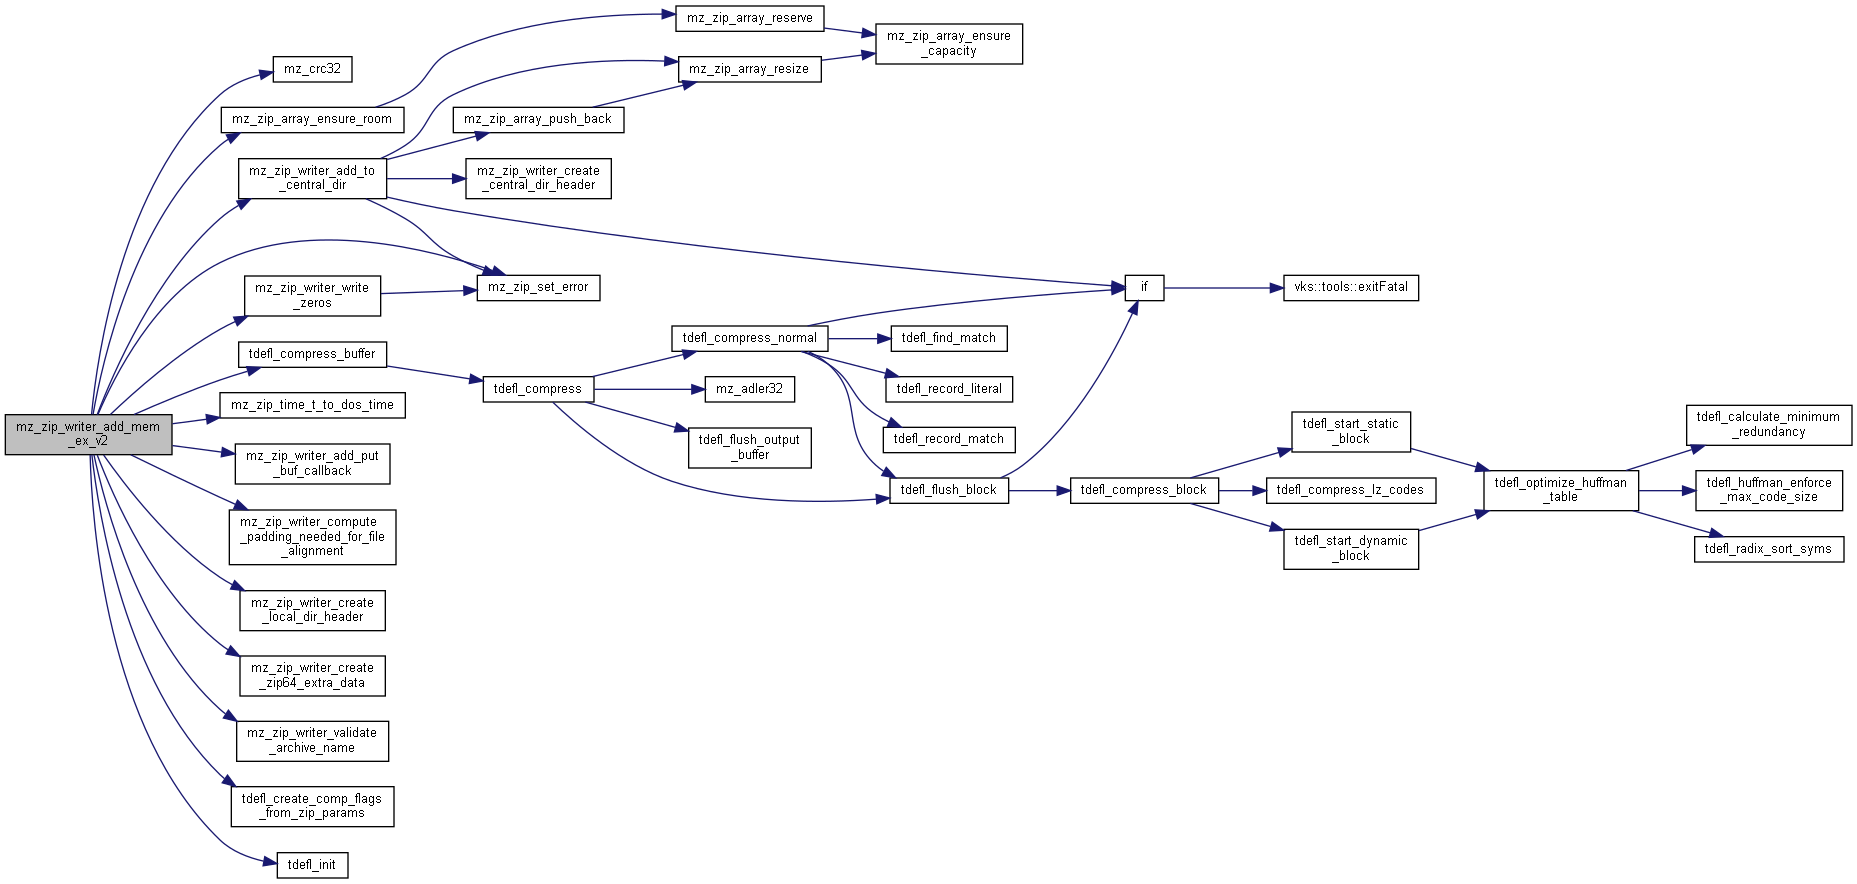 mz_zip_array_reserve
mz_zip_array_ensure
_capacity
mz_crc32
mz_zip_array_resize
mz_zip_array_ensure_room
mz_zip_array_push_back
mz_zip_writer_add_to
_central_dir
mz_zip_writer_create
_central_dir_header
mz_zip_writer_write
_zeros
mz_zip_set_error
if
vks::tools::exitFatal
tdefl_compress_buffer
tdefl_compress_normal
tdefl_find_match
tdefl_compress
mz_adler32
tdefl_record_literal
mz_zip_time_t_to_dos_time
mz_zip_writer_add_mem
_ex_v2
tdefl_flush_output
_buffer
tdefl_record_match
tdefl_start_static
_block
tdefl_calculate_minimum
_redundancy
mz_zip_writer_add_put
_buf_callback
tdefl_flush_block
tdefl_compress_block
tdefl_compress_lz_codes
tdefl_optimize_huffman
_table
tdefl_huffman_enforce
_max_code_size
mz_zip_writer_compute
_padding_needed_for_file
_alignment
tdefl_start_dynamic
_block
tdefl_radix_sort_syms
mz_zip_writer_create
_local_dir_header
mz_zip_writer_create
_zip64_extra_data
mz_zip_writer_validate
_archive_name
tdefl_create_comp_flags
_from_zip_params
tdefl_init